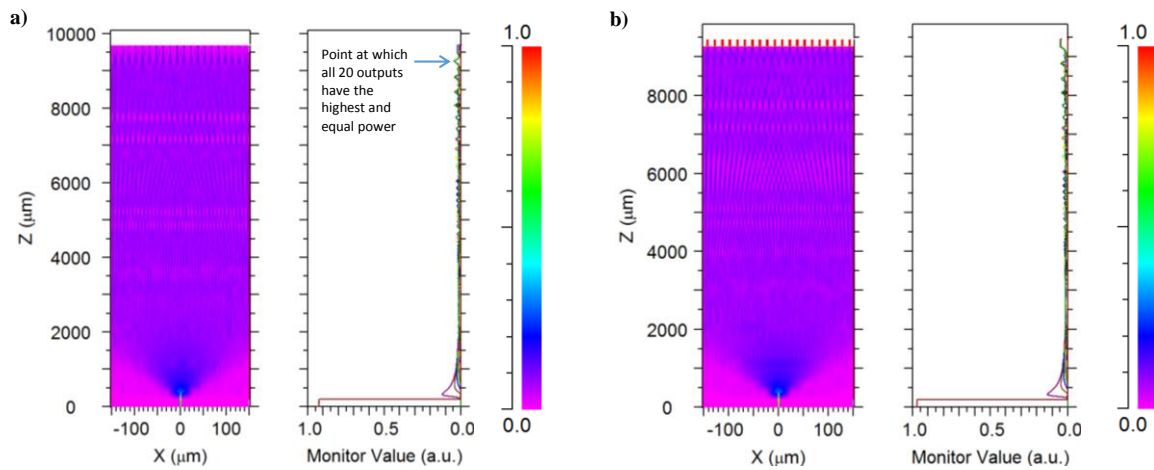 a)
10000
8000
6000
4000
2000
0
Z (µm)
-100
0
100
X (µm)
Point at which
all 20 outputs
have the
highest and
equal power
1.0
0.5
0.0
Monitor Value (a.u.)
1.0
0.0
b)
8000
6000
4000
2000
0
Z (µm)
-100
0
100
X (µm)
1.0
0.5
0.0
Monitor Value (a.u.)
1.0
0.0